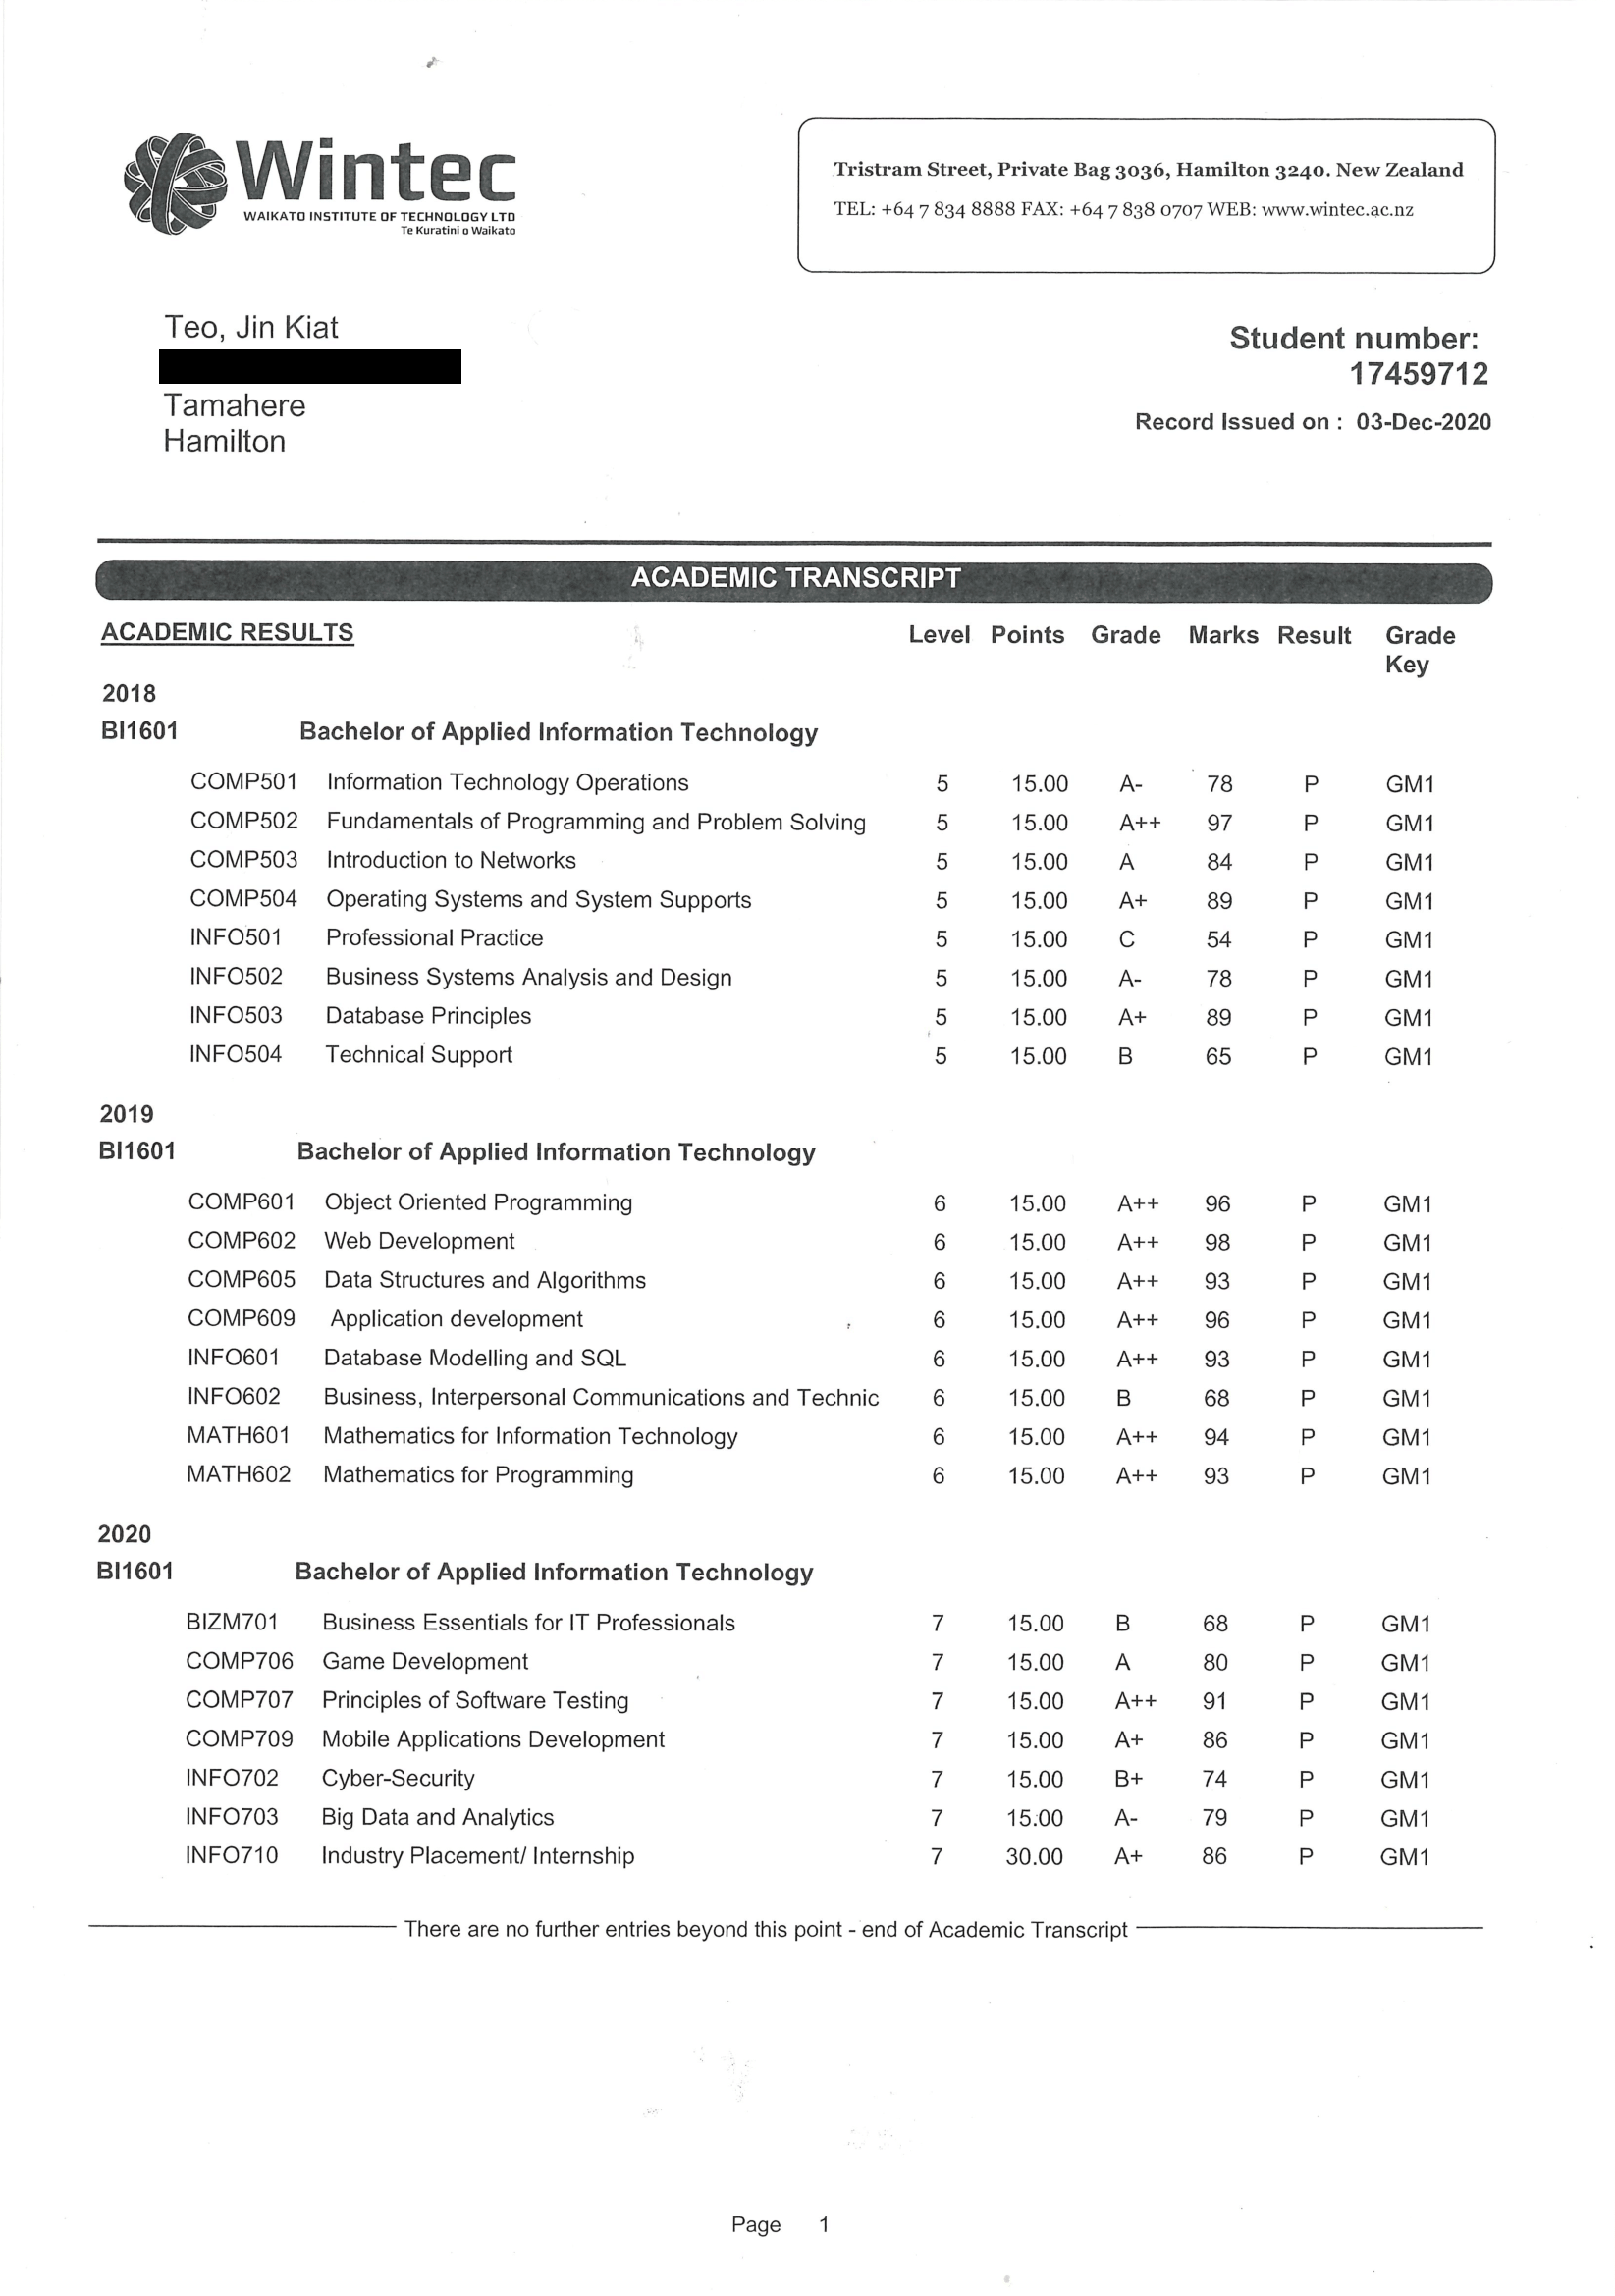 Wintec
WAIKATO INSTITUTE OF TECHNOLOGY LTD
Te Kuratini o Waikato
Tristram Street, Private Bag 3036, Hamilton 3240. New Zealand
TEL: +64 7 834 8888 FAX: +64 7 838 0707 WEB: www.wintec.ac.nz
Teo, Jin Kiat
Tamahere
Hamilton
Student number:
17459712
Record Issued on : 03-Dec-2020
ACADEMIC TRANSCRIPT
ACADEMIC RESULTS Level Points Grade Marks Result Grade Key
2018
BI1601 Bachelor of Applied Information Technology
COMP501 Information Technology Operations 5 15.00 A- 78 P GM1
COMP502 Fundamentals of Programming and Problem Solving 5 15.00 A++ 97 P GM1
COMP503 Introduction to Networks 5 15.00 A 84 P GM1
COMP504 Operating Systems and System Supports 5 15.00 A+ 89 P GM1
INFO501 Professional Practice 5 15.00 C 54 P GM1
INFO502 Business Systems Analysis and Design 5 15.00 A- 78 P GM1
INFO503 Database Principles 5 15.00 A+ 89 P GM1
INFO504 Technical Support 5 15.00 B 65 P GM1
2019
BI1601 Bachelor of Applied Information Technology
COMP601 Object Oriented Programming 6 15.00 A++ 96 P GM1
COMP602 Web Development 6 15.00 A++ 98 P GM1
COMP605 Data Structures and Algorithms 6 15.00 A++ 93 P GM1
COMP609 Application development 6 15.00 A++ 96 P GM1
INFO601 Database Modelling and SQL 6 15.00 A++ 93 P GM1
INFO602 Business, Interpersonal Communications and Technic 6 15.00 B 68 P GM1
MATH601 Mathematics for Information Technology 6 15.00 A++ 94 P GM1
MATH602 Mathematics for Programming 6 15.00 A++ 93 P GM1
2020
BI1601 Bachelor of Applied Information Technology
BIZM701 Business Essentials for IT Professionals 7 15.00 B 68 P GM1
COMP706 Game Development 7 15.00 A 80 P GM1
COMP707 Principles of Software Testing 7 15.00 A++ 91 P GM1
COMP709 Mobile Applications Development 7 15.00 A+ 86 P GM1
INFO702 Cyber-Security 7 15.00 B+ 74 P GM1
INFO703 Big Data and Analytics 7 15.00 A- 79 P GM1
INFO710 Industry Placement/ Internship 7 30.00 A+ 86 P GM1
There are no further entries beyond this point - end of Academic Transcript
Page 1